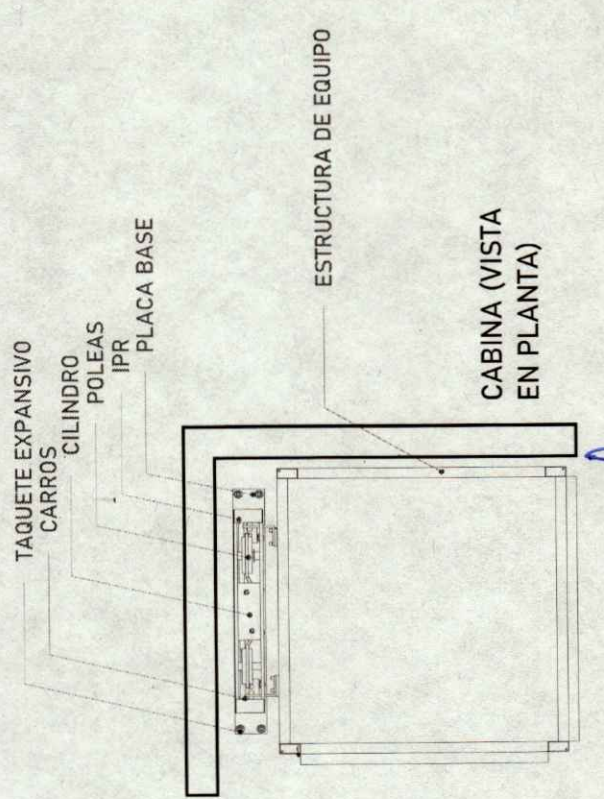 TAQUETE EXPANSIVO
CARROS
CILINDRO
POLEAS
IPR
PLACA BASE
ESTRUCTURA DE EQUIPO
CABINA (VISTA
EN PLANTA)